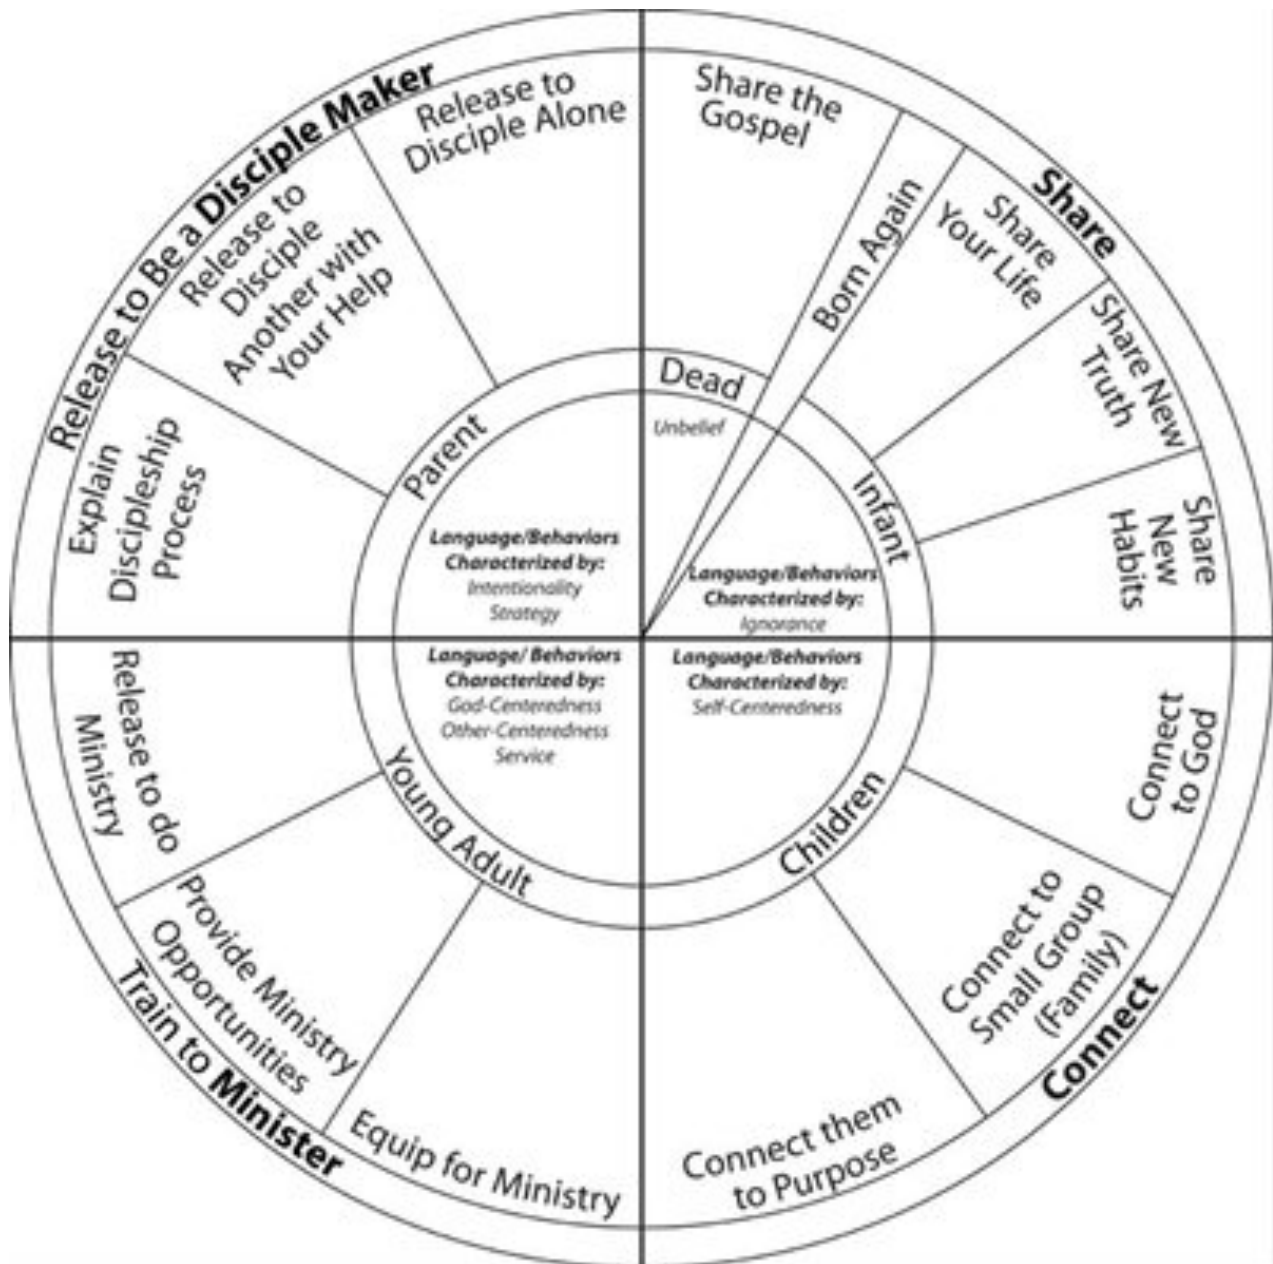 Share
Share the
Gospel
Born Again
Share
Your Life
Share New
Truth
Share
New
Habits
Dead
Unbelief
Infant
Language/Behaviors
Characterized by:
Ignorance
Connect
Connect
to God
Connect to
Small Group
(Family)
Connect them
to Purpose
Children
Language/Behaviors
Characterized by:
Self-Centeredness
Train to Minister
Equip for Ministry
Provide Ministry
Opportunities
Release to do
Ministry
Young Adult
Language/ Behaviors
Characterized by:
God-Centeredness
Other-Centeredness
Service
Release to Be a Disciple Maker
Explain
Discipleship
Process
Release to
Disciple
Another with
Your Help
Release to
Disciple Alone
Parent
Language/Behaviors
Characterized by:
Intentionality
Strategy